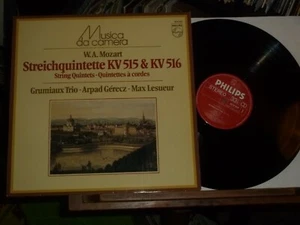 Musica da camera
PHILIPS
W.A. Mozart
Streichquintette KV 515 & KV 516
String Quintets · Quintettes à cordes
Grumiaux Trio · Arpad Gérecz · Max Lesueur
PHILIPS